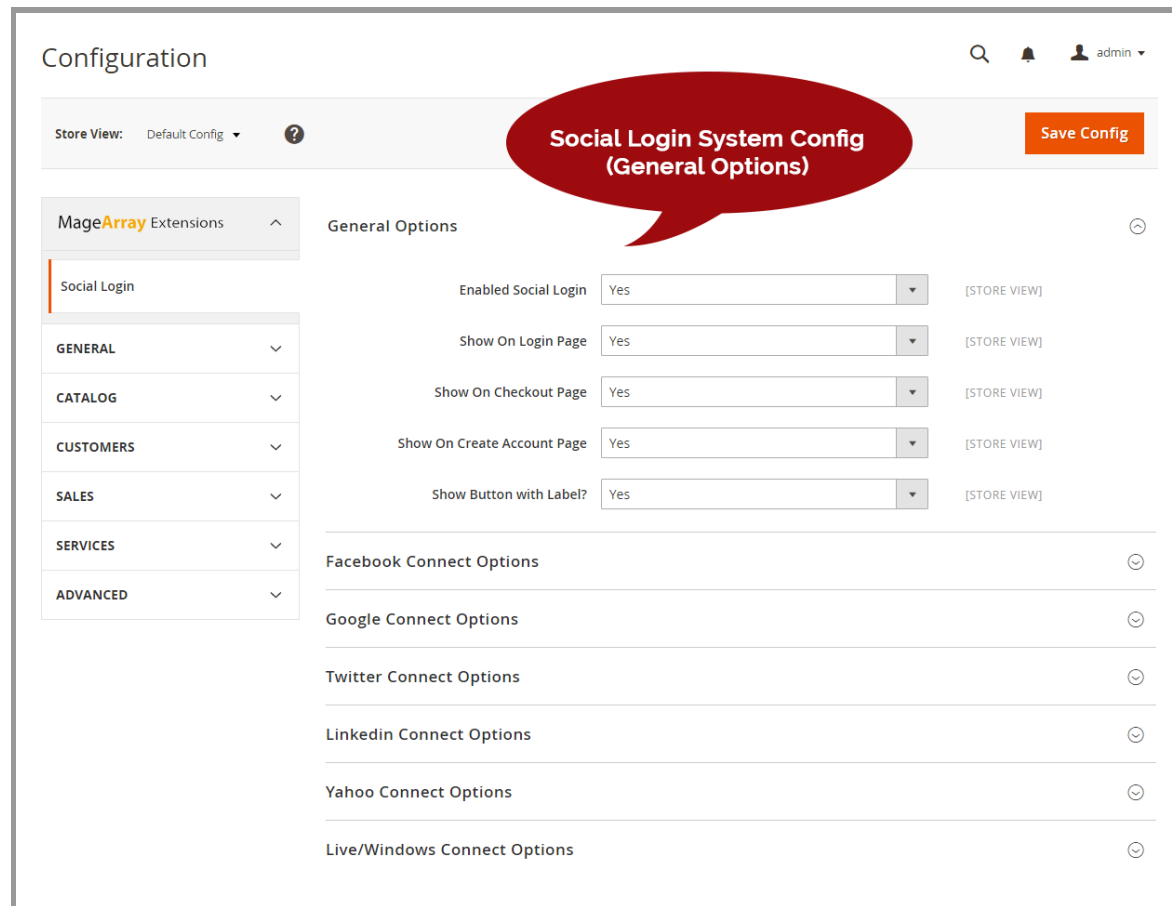 Configuration
admin
Store View: Default Config ?
Save Config
Social Login System Config
(General Options)
MageArray Extensions
Social Login
GENERAL
CATALOG
CUSTOMERS
SALES
SERVICES
ADVANCED
General Options
Enabled Social Login Yes [STORE VIEW]
Show On Login Page Yes [STORE VIEW]
Show On Checkout Page Yes [STORE VIEW]
Show On Create Account Page Yes [STORE VIEW]
Show Button with Label? Yes [STORE VIEW]
Facebook Connect Options
Google Connect Options
Twitter Connect Options
Linkedin Connect Options
Yahoo Connect Options
Live/Windows Connect Options